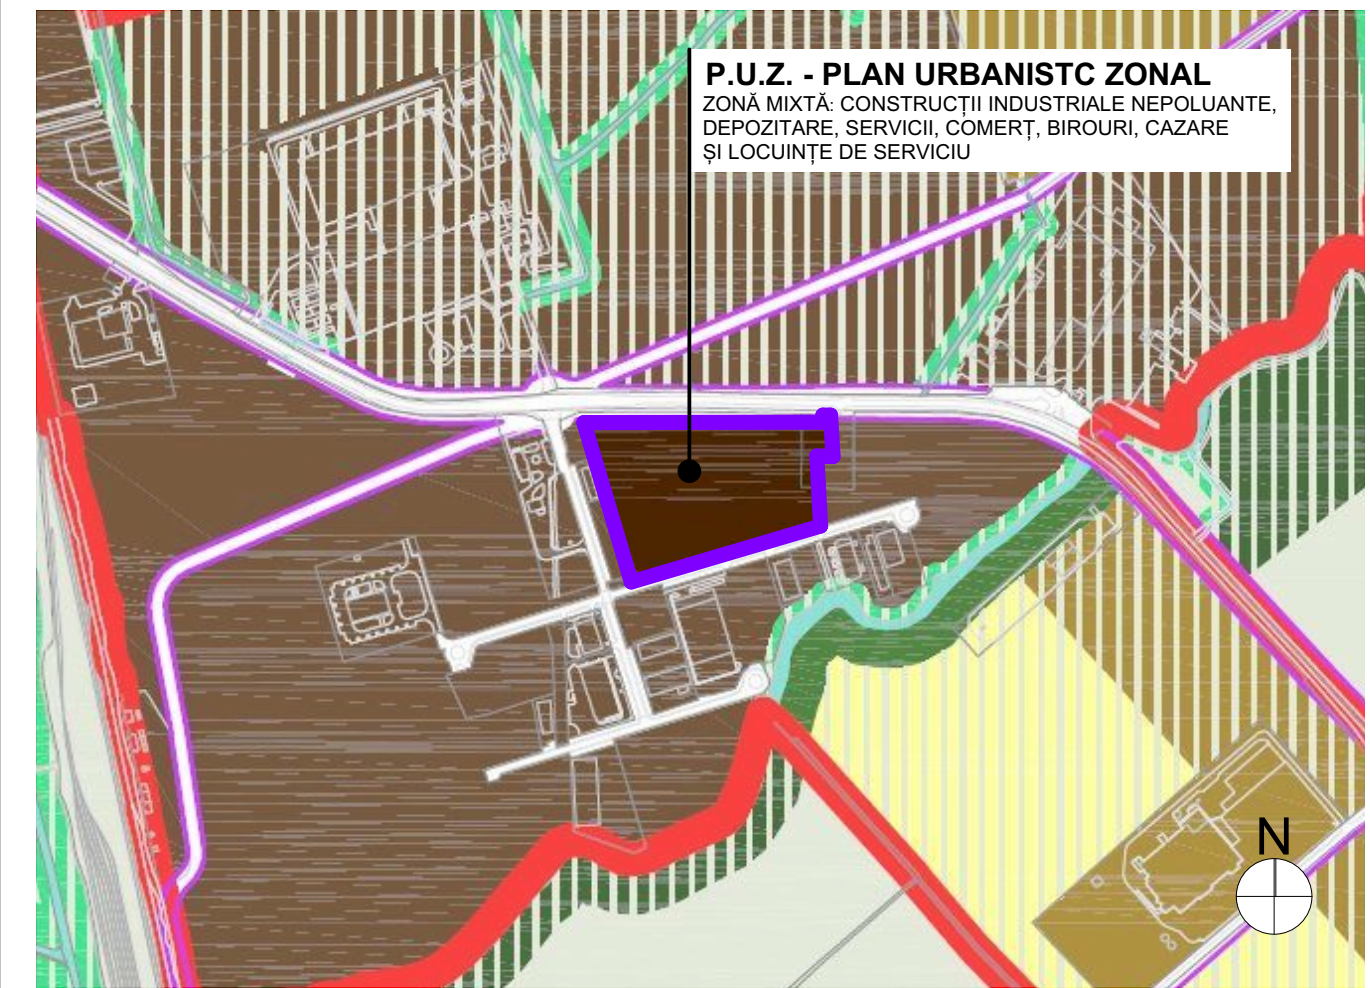 P.U.Z. - PLAN URBANISTC ZONAL
ZONĂ MIXTĂ: CONSTRUCȚII INDUSTRIALE NEPOLUANTE,
DEPOZITARE, SERVICII, COMERȚ, BIROURI, CAZARE
ȘI LOCUINȚE DE SERVICIU
N